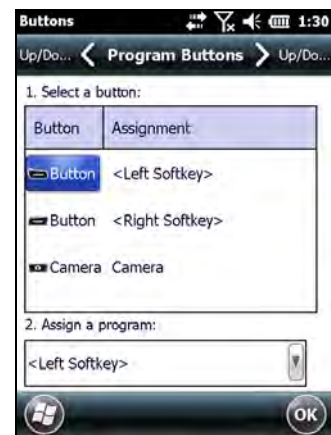 Buttons 1:30
Up/Do... Program Buttons Up/Do...
1. Select a button:
Button Assignment
Button <Left Softkey>
Button <Right Softkey>
Camera Camera
2. Assign a program:
<Left Softkey>
OK